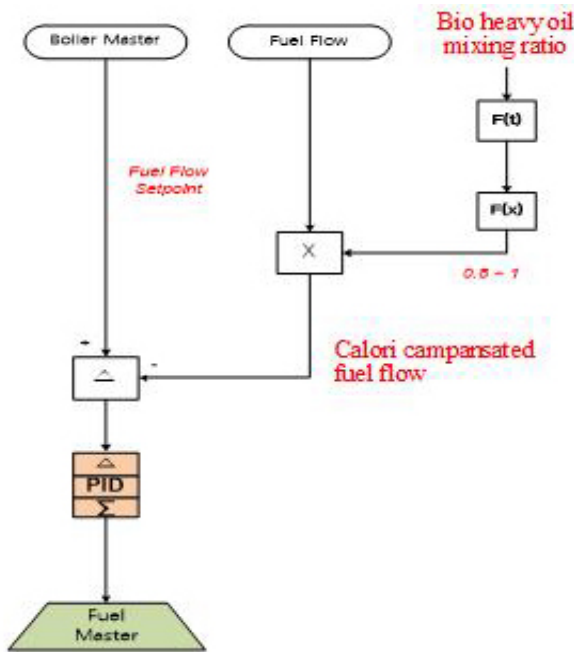 Boiler Master
Fuel Flow
Bio heavy oil
mixing ratio
F(t)
Fuel Flow
Setpoint
F(x)
X
0.8 ~ 1
Calori campansated
fuel flow
+
-
△
△
PID
Σ
Fuel
Master